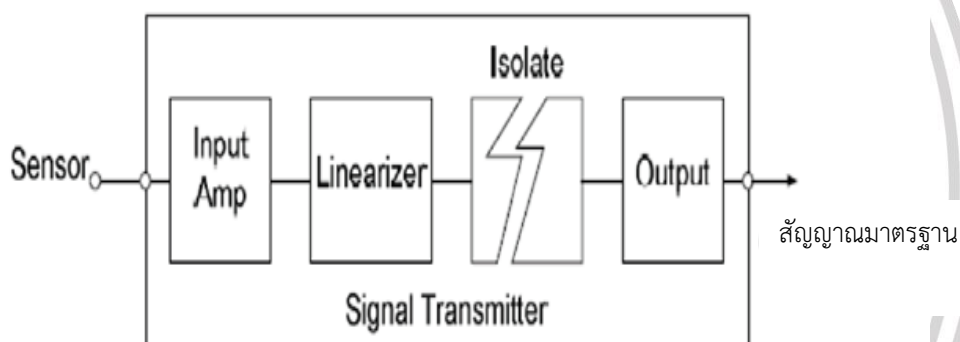 Isolate
Sensor
Input
Amp
Linearizer
Output
สัญญาณมาตรฐาน
Signal Transmitter